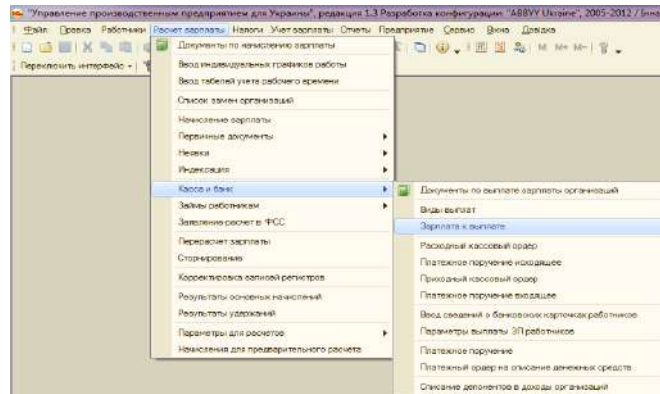 "Управление производственным предприятием для Украины", редакция 1.3 Разработка конфигурации: "ABBYY Ukraine", 2005-2012 /
Файл Правка Работники Расчет зарплаты Налоги Учет зарплаты Отчеты Предприятие Сервис Довідка
M M+ M-
Переключить интерфейс
Документы по начислению зарплаты
Ввод индивидуальных графиков работы
Ввод табелей учета рабочего времени
Список замен организаций
Начисление зарплаты
Первичные документы
Неявки
Индексация
Касса и банк
Займы работникам
Заявление-расчет в ФСС
Перерасчет зарплаты
Сторнирование
Корректировка записей регистров
Результаты основных начислений
Результаты удержаний
Параметры для расчетов
Начисления для предварительного расчета
Документы по выплате зарплаты организаций
Виды выплат
Зарплата к выплате
Расходный кассовый ордер
Платежное поручение исходящее
Приходный кассовый ордер
Платежное поручение входящее
Ввод сведений о банковских карточках работников
Параметры выплаты ЗП работников
Платежное поручение
Платежный ордер на списание денежных средств
Списание депонентов в доходы организаций